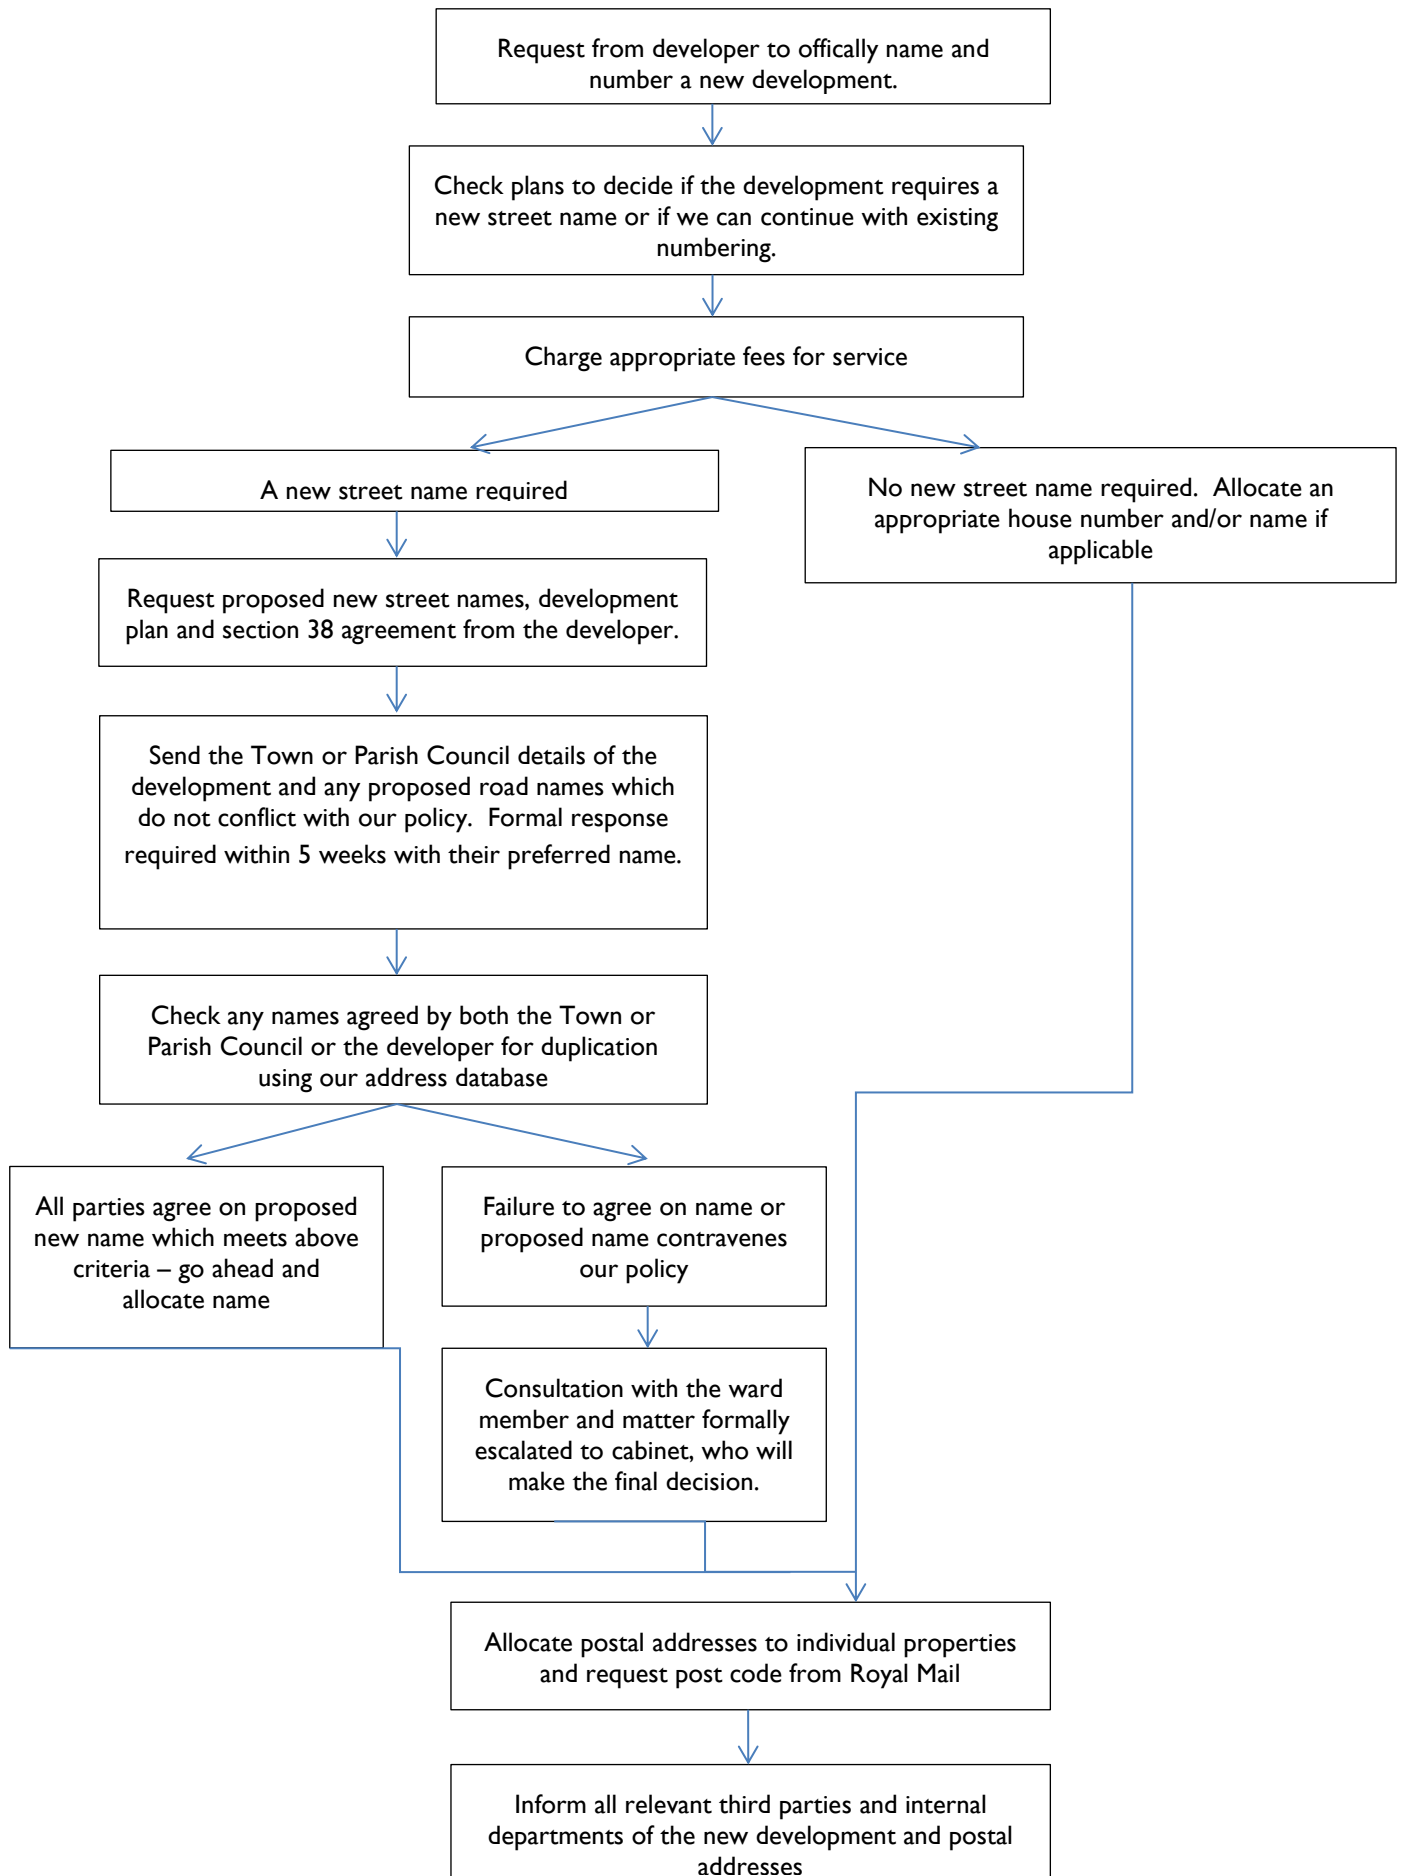 Request from developer to offically name and
number a new development.
Check plans to decide if the development requires a
new street name or if we can continue with existing
numbering.
Charge appropriate fees for service
A new street name required
No new street name required.  Allocate an
appropriate house number and/or name if
applicable
Request proposed new street names, development
plan and section 38 agreement from the developer.
Send the Town or Parish Council details of the
development and any proposed road names which
do not conflict with our policy.  Formal response
required within 5 weeks with their preferred name.
Check any names agreed by both the Town or
Parish Council or the developer for duplication
using our address database
All parties agree on proposed
new name which meets above
criteria – go ahead and
allocate name
Failure to agree on name or
proposed name contravenes
our policy
Consultation with the ward
member and matter formally
escalated to cabinet, who will
make the final decision.
Allocate postal addresses to individual properties
and request post code from Royal Mail
Inform all relevant third parties and internal
departments of the new development and postal
addresses